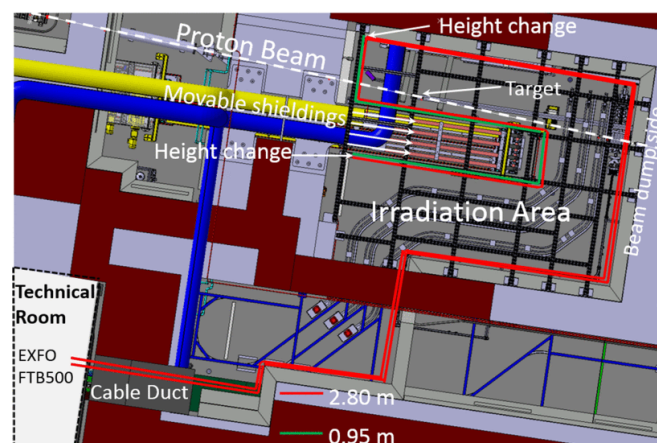 Height change
Proton Beam
Target
Movable shieldings
Height change
Beam dump side
Irradiation Area
Technical
Room
EXFO
FTB500
Cable Duct
2.80 m
0.95 m